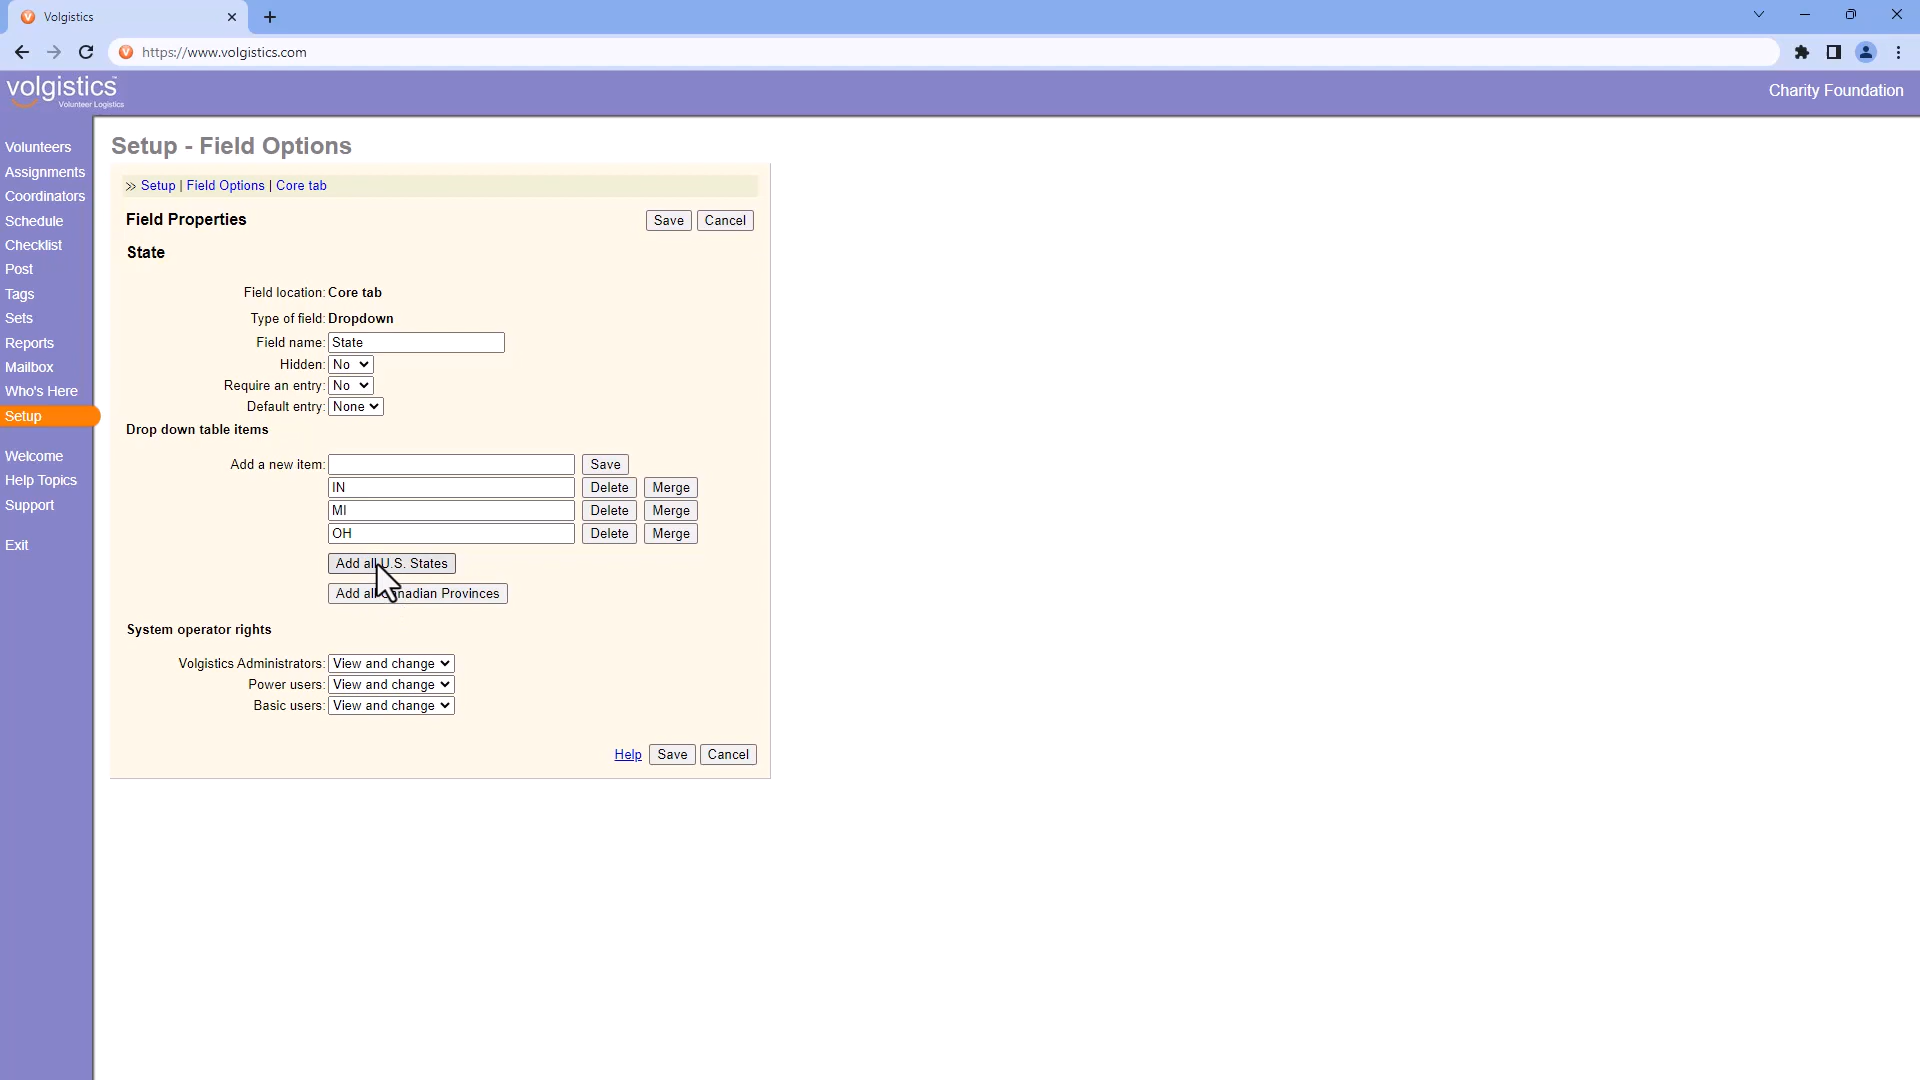 Volgistics
https://www.volgistics.com
volgistics™
Volunteer Logistics
Charity Foundation
Volunteers
Assignments
Coordinators
Schedule
Checklist
Post
Tags
Sets
Reports
Mailbox
Who's Here
Setup
Welcome
Help Topics
Support
Exit
Setup - Field Options
» Setup | Field Options | Core tab
Field Properties Save Cancel
State
Field location: Core tab
Type of field: Dropdown
Field name: State
Hidden: No
Require an entry: No
Default entry: None
Drop down table items
Add a new item: Save
IN Delete Merge
MI Delete Merge
OH Delete Merge
Add all U.S. States
Add all Canadian Provinces
System operator rights
Volgistics Administrators: View and change
Power users: View and change
Basic users: View and change
Help Save Cancel